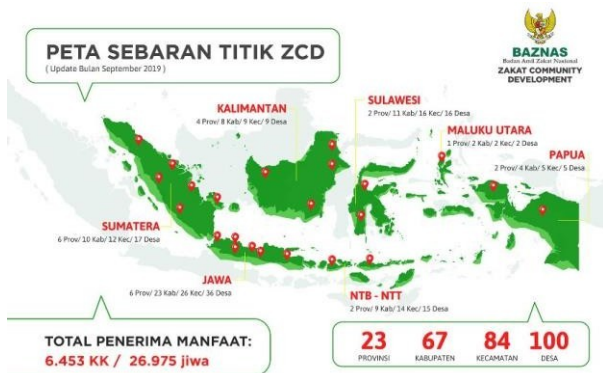 PETA SEBARAN TITIK ZCD
( Update Bulan September 2019 )
BAZNAS
Badan Amil Zakat Nasional
ZAKAT COMMUNITY
DEVELOPMENT
KALIMANTAN
4 Prov/ 8 Kab/ 9 Kec/ 9 Desa
SULAWESI
2 Prov/ 11 Kab/ 16 Kec/ 16 Desa
MALUKU UTARA
1 Prov/ 2 Kab/ 2 Kec/ 2 Desa
PAPUA
2 Prov/ 4 Kab/ 5 Kec/ 5 Desa
SUMATERA
6 Prov/ 10 Kab/ 12 Kec/ 17 Desa
JAWA
6 Prov/ 23 Kab/ 26 Kec/ 36 Desa
NTB - NTT
2 Prov/ 9 Kab/ 14 Kec/ 15 Desa
TOTAL PENERIMA MANFAAT:
6.453 KK / 26.975 jiwa
23 67 84 100
PROVINSI KABUPATEN KECAMATAN DESA